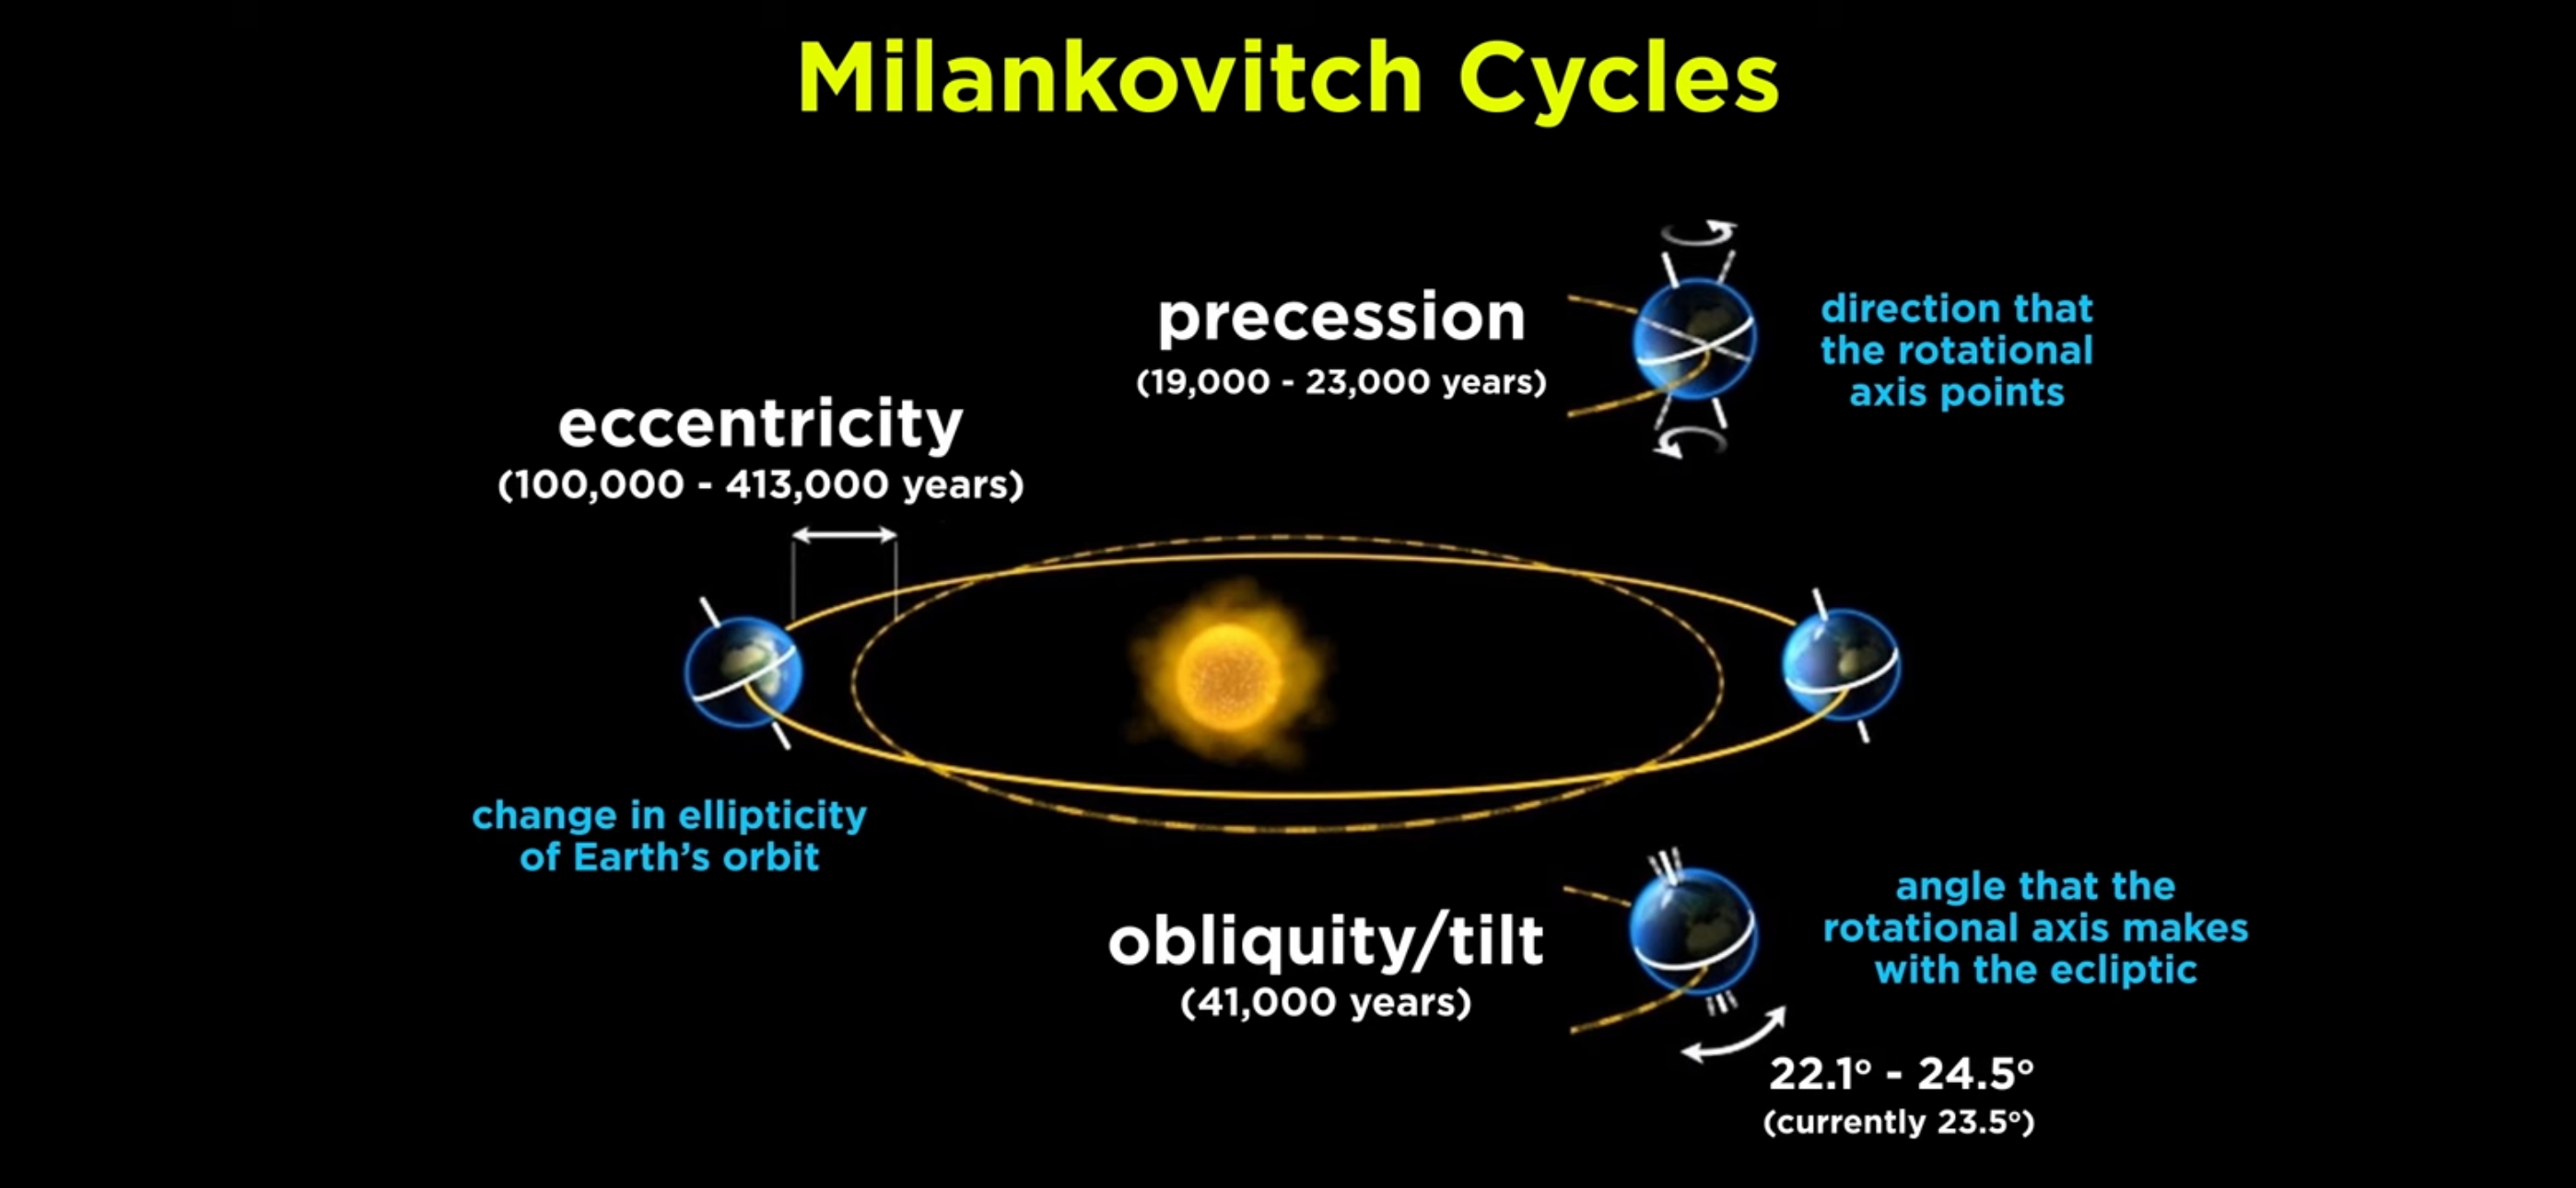 Milankovitch Cycles
precession
(19,000 - 23,000 years)
direction that
the rotational
axis points
eccentricity
(100,000 - 413,000 years)
change in ellipticity
of Earth's orbit
obliquity/tilt
(41,000 years)
angle that the
rotational axis makes
with the ecliptic
22.1° - 24.5°
(currently 23.5°)